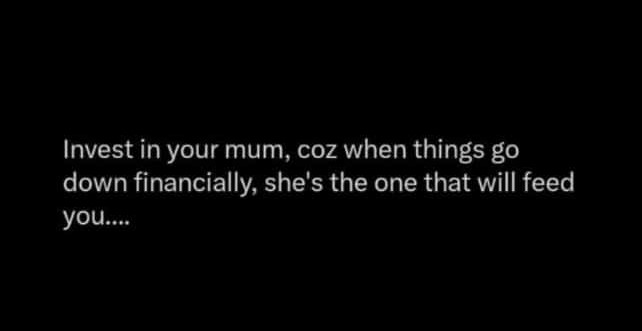 Invest in your mum, coz when things go
down financially, she's the one that will feed
you....